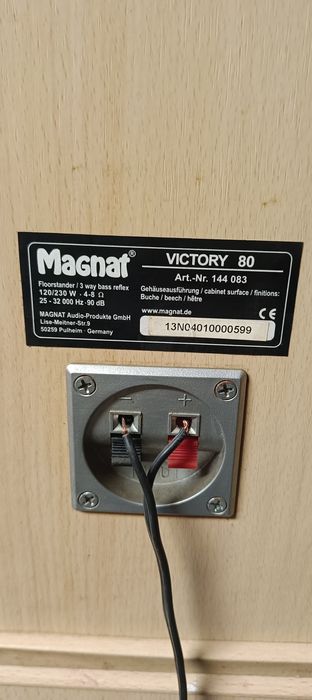 Magnat®
Floorstander / 3 way bass reflex
120/230 W · 4-8 Ω
25 - 32 000 Hz·90 dB
MAGNAT Audio-Produkte GmbH
Lise-Meitner-Str.9
50259 Pulheim · Germany
VICTORY 80
Art.-Nr. 144 083
Gehäuseausführung / cabinet surface / finitions:
Buche / beech / hêtre
www.magnat.de CE
13N04010000599
- +